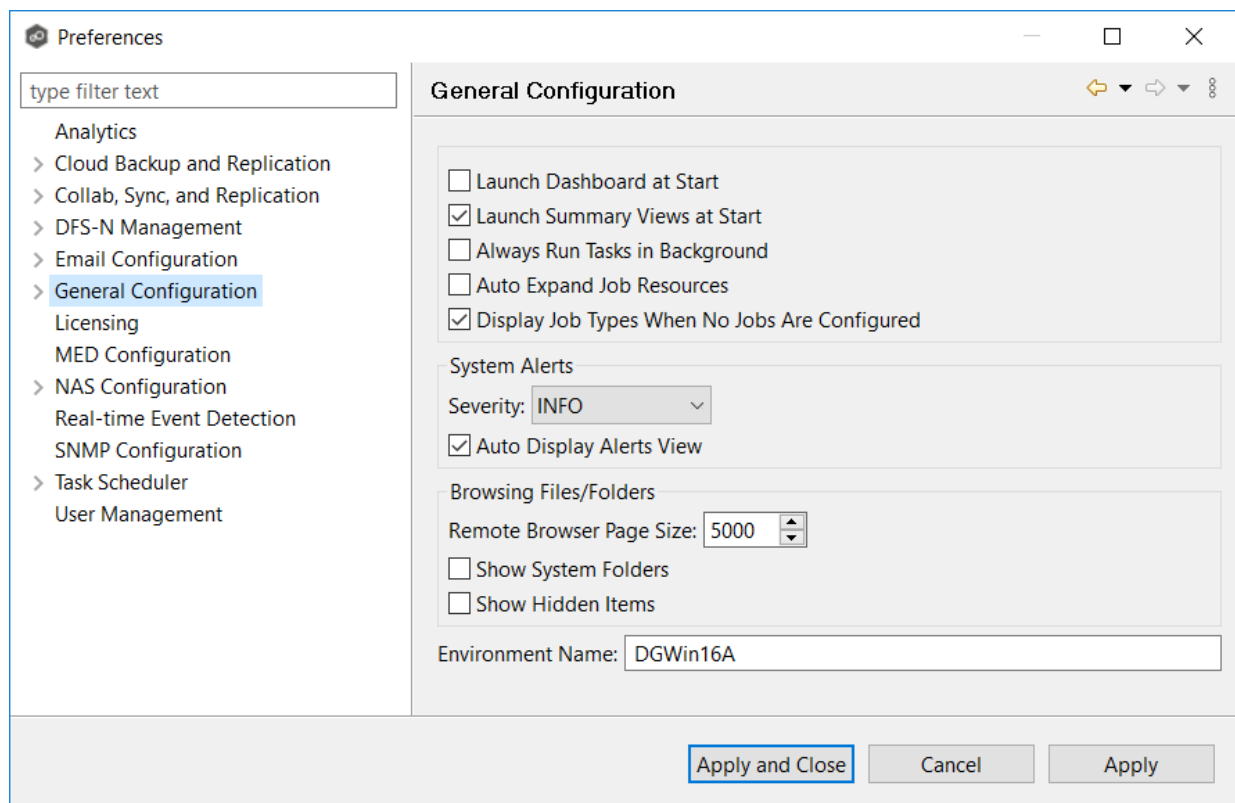 Preferences
type filter text
Analytics
Cloud Backup and Replication
Collab, Sync, and Replication
DFS-N Management
Email Configuration
General Configuration
Licensing
MED Configuration
NAS Configuration
Real-time Event Detection
SNMP Configuration
Task Scheduler
User Management
General Configuration
Launch Dashboard at Start
Launch Summary Views at Start
Always Run Tasks in Background
Auto Expand Job Resources
Display Job Types When No Jobs Are Configured
System Alerts
Severity: INFO
Auto Display Alerts View
Browsing Files/Folders
Remote Browser Page Size: 5000
Show System Folders
Show Hidden Items
Environment Name: DGWin16A
Apply and Close Cancel Apply